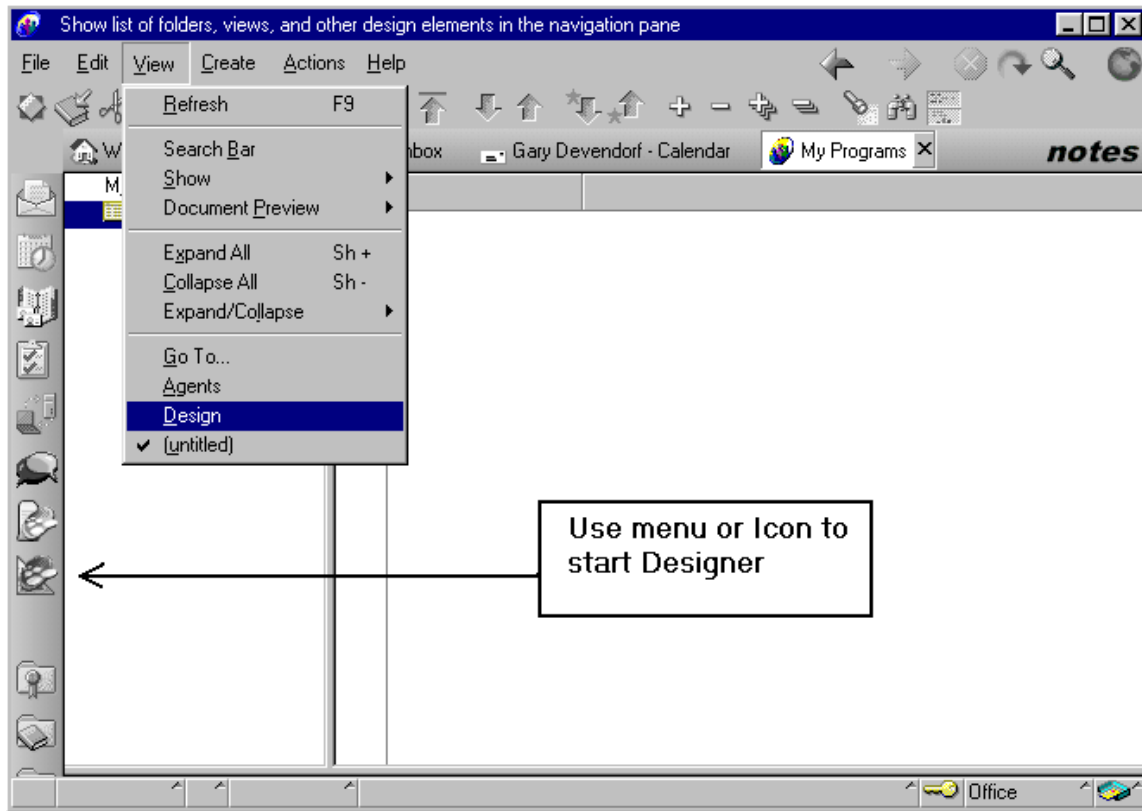 Show list of folders, views, and other design elements in the navigation pane
File Edit View Create Actions Help
Refresh F9
Search Bar
Show
Document Preview
Expand All Sh +
Collapse All Sh -
Expand/Collapse
Go To...
Agents
Design
(untitled)
Gary Devendorf - Calendar
My Programs
notes
Use menu or Icon to
start Designer
Office